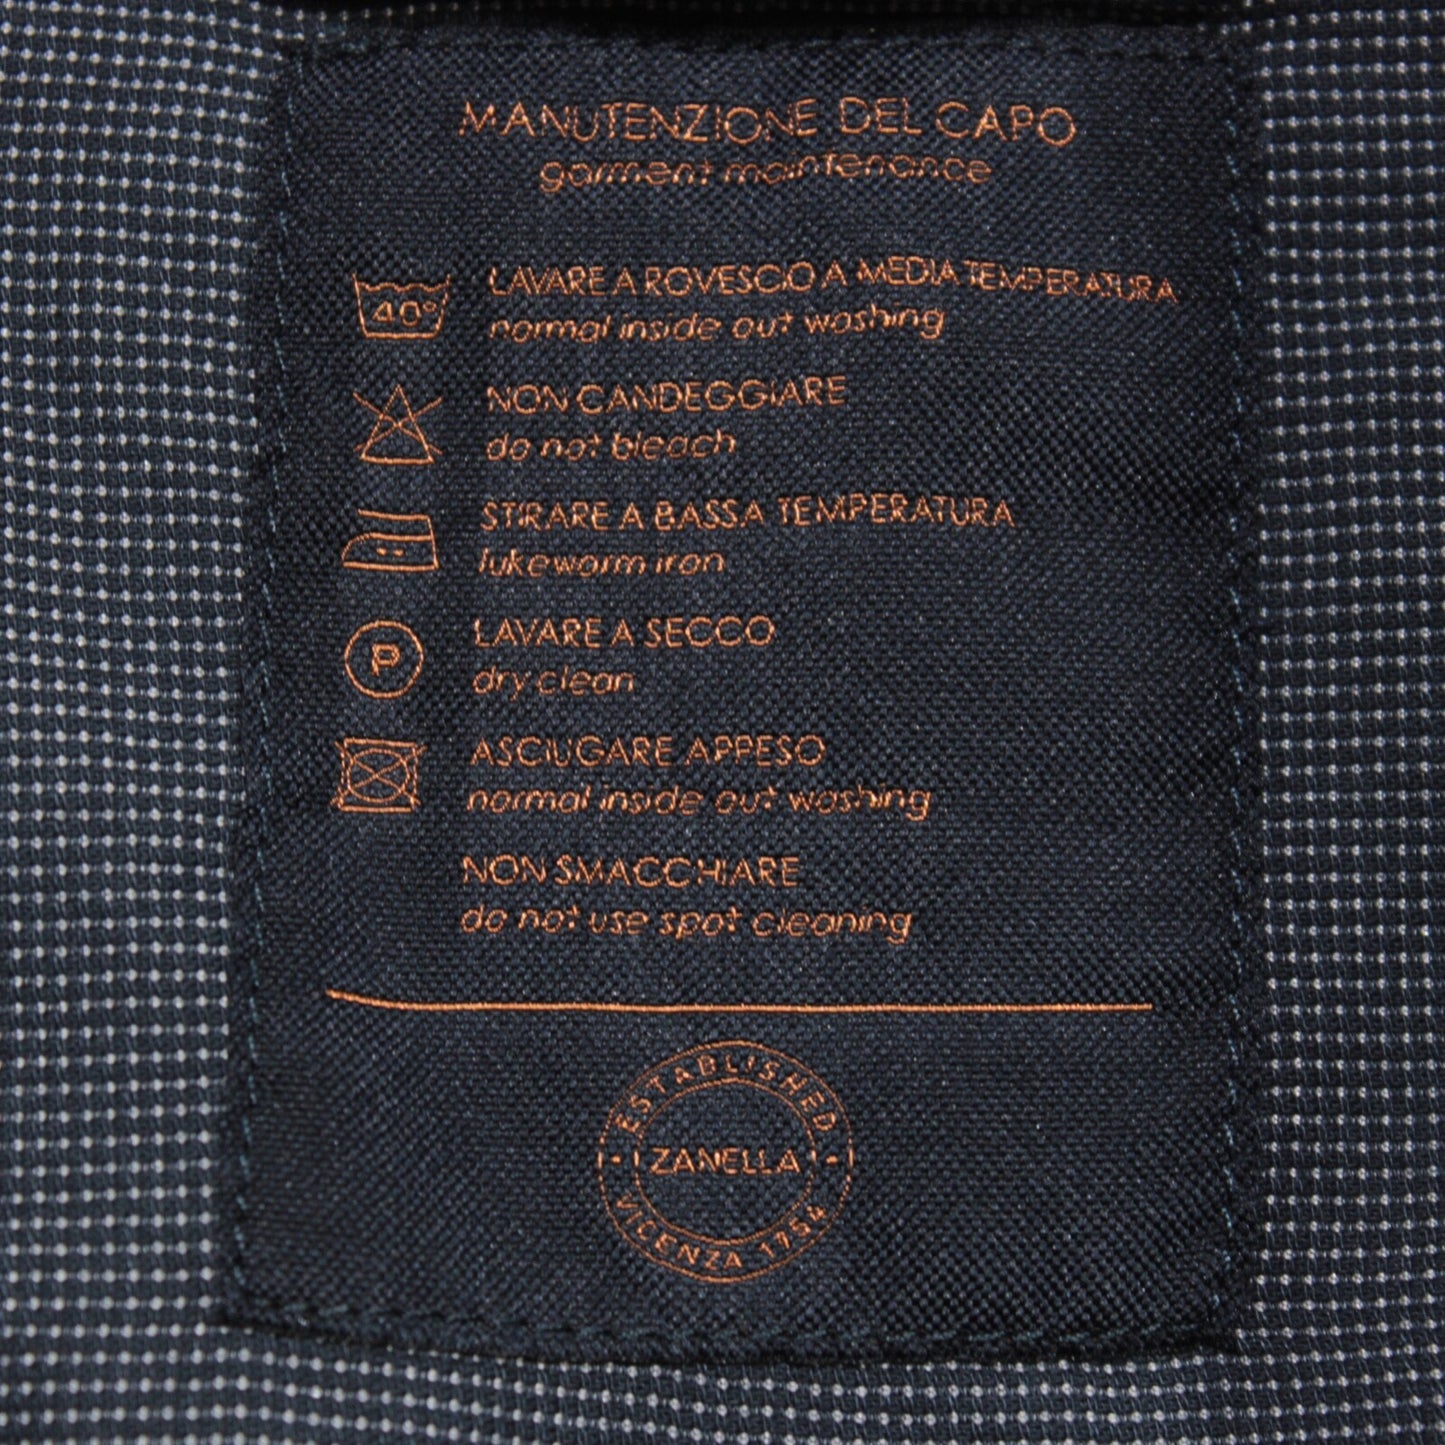 MANUTENZIONE DEL CAPO
garment maintenance
40°
LAVARE A ROVESCIO A MEDIA TEMPERATURA
normal inside out washing
NON CANDEGGIARE
do not bleach
STIRARE A BASSA TEMPERATURA
lukewarm iron
P
LAVARE A SECCO
dry clean
ASCIUGARE APPESO
normal inside out washing
NON SMACCHIARE
do not use spot cleaning
ESTABLISHED
ZANELLA
VICENZA 1754